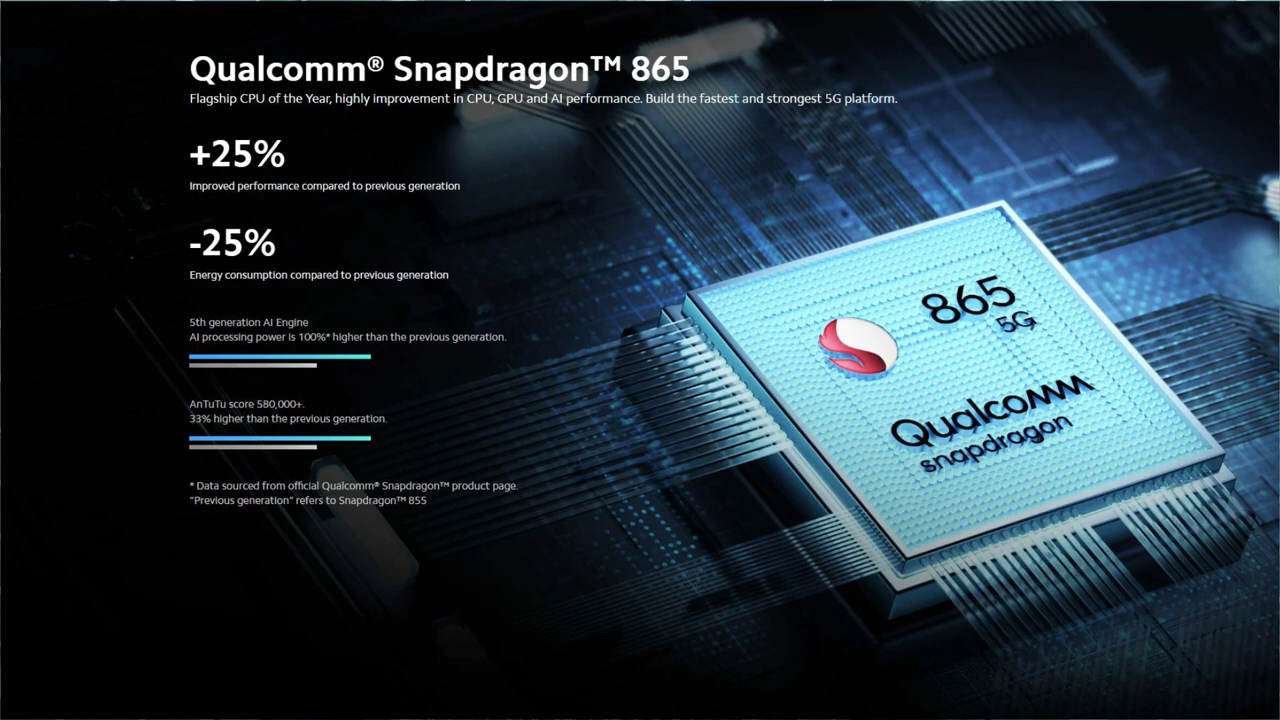 Qualcomm® Snapdragon™ 865
Flagship CPU of the Year, highly improvement in CPU, GPU and AI performance. Build the fastest and strongest 5G platform.
+25%
Improved performance compared to previous generation
-25%
Energy consumption compared to previous generation
5th generation AI Engine
AI processing power is 100%* higher than the previous generation.
AnTuTu score 580,000+.
33% higher than the previous generation.
* Data sourced from official Qualcomm® Snapdragon™ product page.
"Previous generation" refers to Snapdragon™ 855
865
5G
Qualcomm
snapdragon